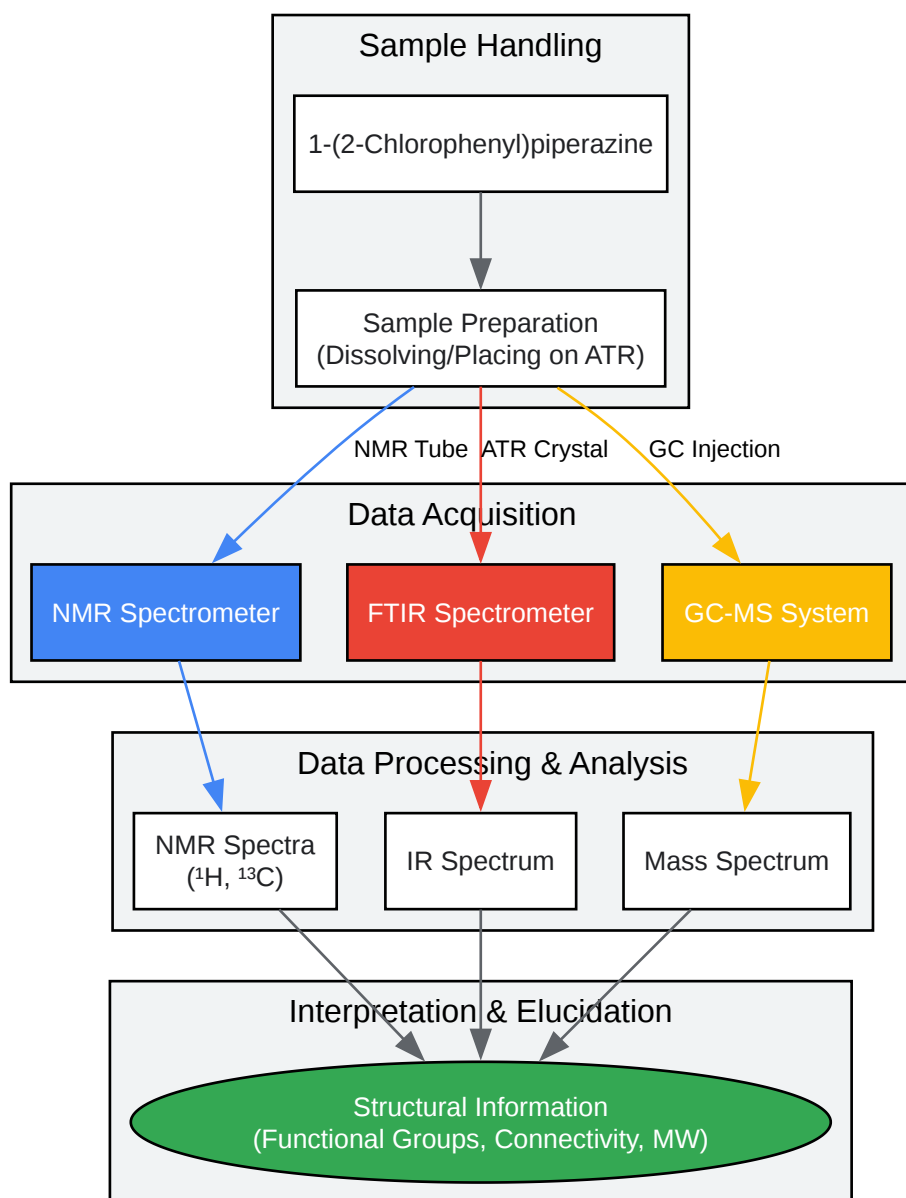 Sample Handling
1-(2-Chlorophenyl)piperazine
Sample Preparation
(Dissolving/Placing on ATR)
NMR Tube
ATR Crystal
GC Injection
Data Acquisition
NMR Spectrometer
FTIR Spectrometer
GC-MS System
Data Processing & Analysis
NMR Spectra
(¹H, ¹³C)
IR Spectrum
Mass Spectrum
Interpretation & Elucidation
Structural Information
(Functional Groups, Connectivity, MW)